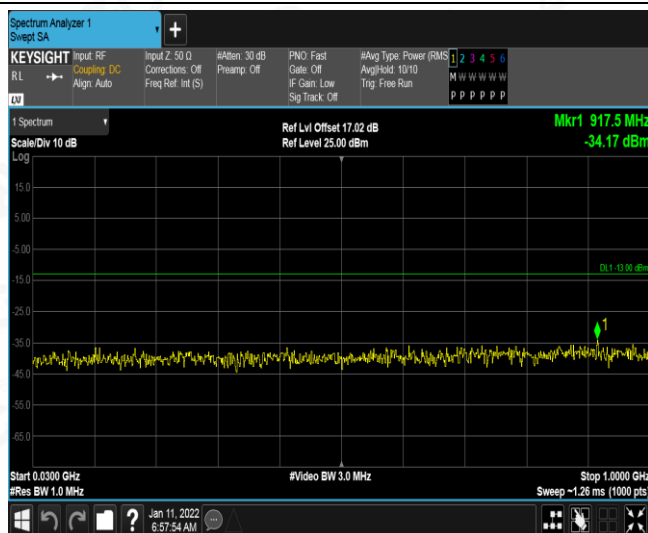 Spectrum Analyzer 1
Swept SA
+
KEYSIGHT
RL
Input: RF
Coupling: DC
Align: Auto
Input Z: 50 Ω
Corrections: Off
Freq Ref: Int (S)
#Atten: 30 dB
Preamp: Off
PNO: Fast
Gate: Off
IF Gain: Low
Sig Track: Off
#Avg Type: Power (RMS
Avg|Hold: 10/10
Trig: Free Run
1 2 3 4 5 6
M W W W W W
P P P P P P
1 Spectrum
Scale/Div 10 dB
Ref Lvl Offset 17.02 dB
Ref Level 25.00 dBm
Mkr1 917.5 MHz
-34.17 dBm
Log
15.0
5.00
-5.00
DL1 -13.00 dBm
-15.0
-25.0
1
-35.0
-45.0
-55.0
-65.0
Start 0.0300 GHz
#Video BW 3.0 MHz
Stop 1.0000 GHz
#Res BW 1.0 MHz
Sweep ~1.26 ms (1000 pts)
?
Jan 11, 2022
6:57:54 AM